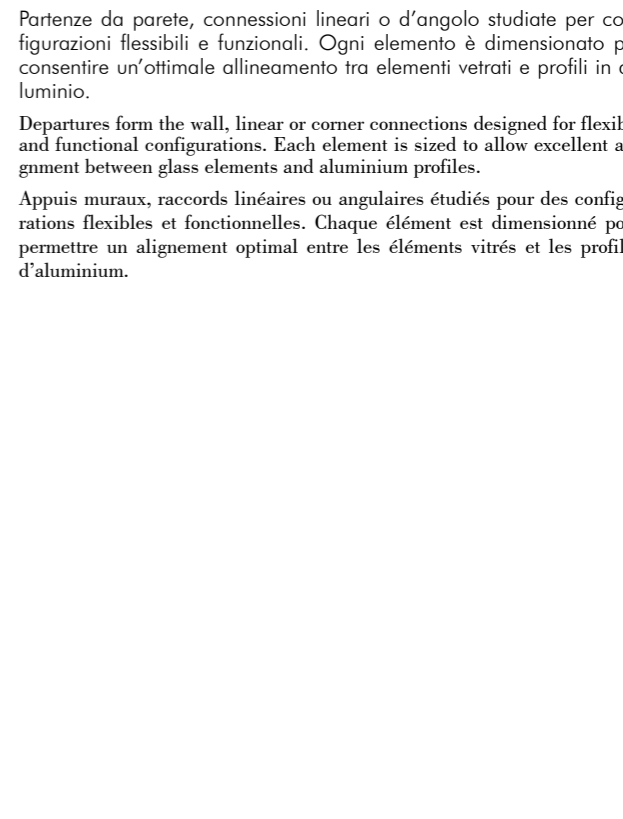 Partenze da parete, connessioni lineari o d’angolo studiate per co
figurazioni flessibili e funzionali. Ogni elemento è dimensionato p
consentire un’ottimale allineamento tra elementi vetrati e profili in a
luminio.
Departures form the wall, linear or corner connections designed for flexib
and functional configurations. Each element is sized to allow excellent a
gnment between glass elements and aluminium profiles.
Appuis muraux, raccords linéaires ou angulaires étudiés pour des config
rations flexibles et fonctionnelles. Chaque élément est dimensionné po
permettre un alignement optimal entre les éléments vitrés et les profil
d’aluminium.